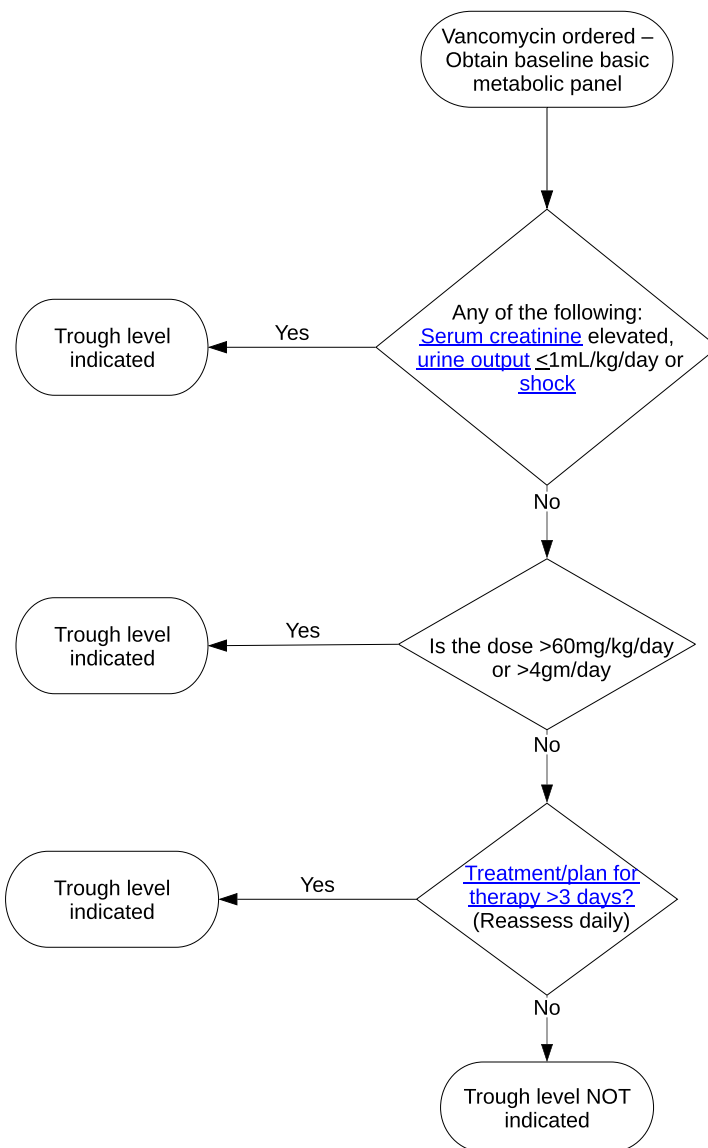 Vancomycin ordered –
Obtain baseline basic
metabolic panel
Any of the following:
Serum creatinine elevated,
urine output <1mL/kg/day or
shock
Yes
Trough level
indicated
No
Is the dose >60mg/kg/day
or >4gm/day
Yes
Trough level
indicated
No
Treatment/plan for
therapy >3 days?
(Reassess daily)
Yes
Trough level
indicated
No
Trough level NOT
indicated